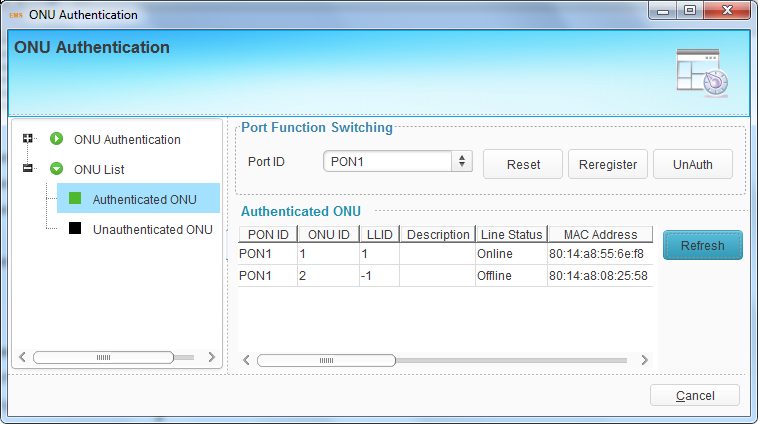 EMS ONU Authentication
ONU Authentication
ONU Authentication
ONU List
Authenticated ONU
Unauthenticated ONU
Port Function Switching
Port ID PON1 Reset Reregister UnAuth
Authenticated ONU
PON ID ONU ID LLID Description Line Status MAC Address
PON1 1 1 Online 80:14:a8:55:6e:f8
PON1 2 -1 Offline 80:14:a8:08:25:58
Refresh
Cancel